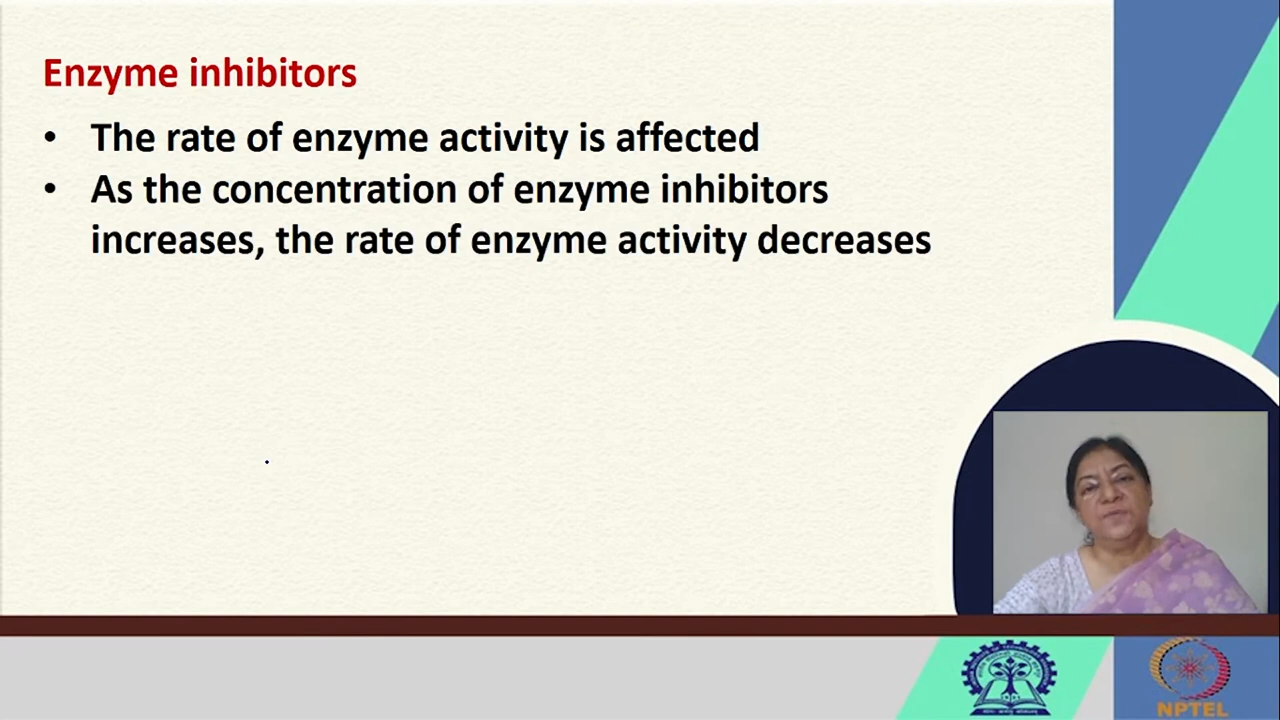 Enzyme inhibitors
• The rate of enzyme activity is affected
• As the concentration of enzyme inhibitors
increases, the rate of enzyme activity decreases
NPTEL